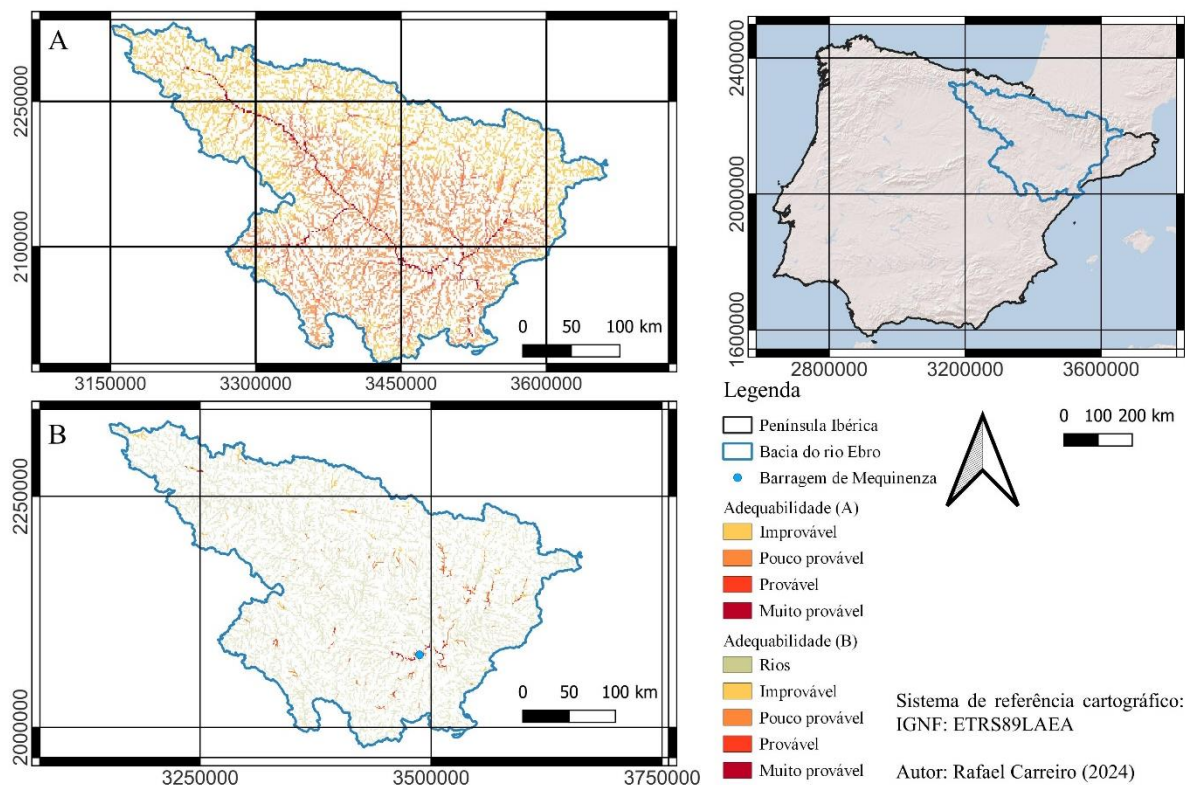 A
2250000
2100000
0 50 100 km
3150000 3300000 3450000 3600000
B
2250000
2000000
0 50 100 km
3250000 3500000 3750000
2400000
2000000
1600000
2800000 3200000 3600000
Legenda
Península Ibérica
Bacia do rio Ebro
Barragem de Mequinenza
0 100 200 km
Adequabilidade (A)
Improvável
Pouco provável
Provável
Muito provável
Adequabilidade (B)
Rios
Improvável
Pouco provável
Provável
Muito provável
Sistema de referência cartográfico:
IGNF: ETRS89LAEA
Autor: Rafael Carreiro (2024)